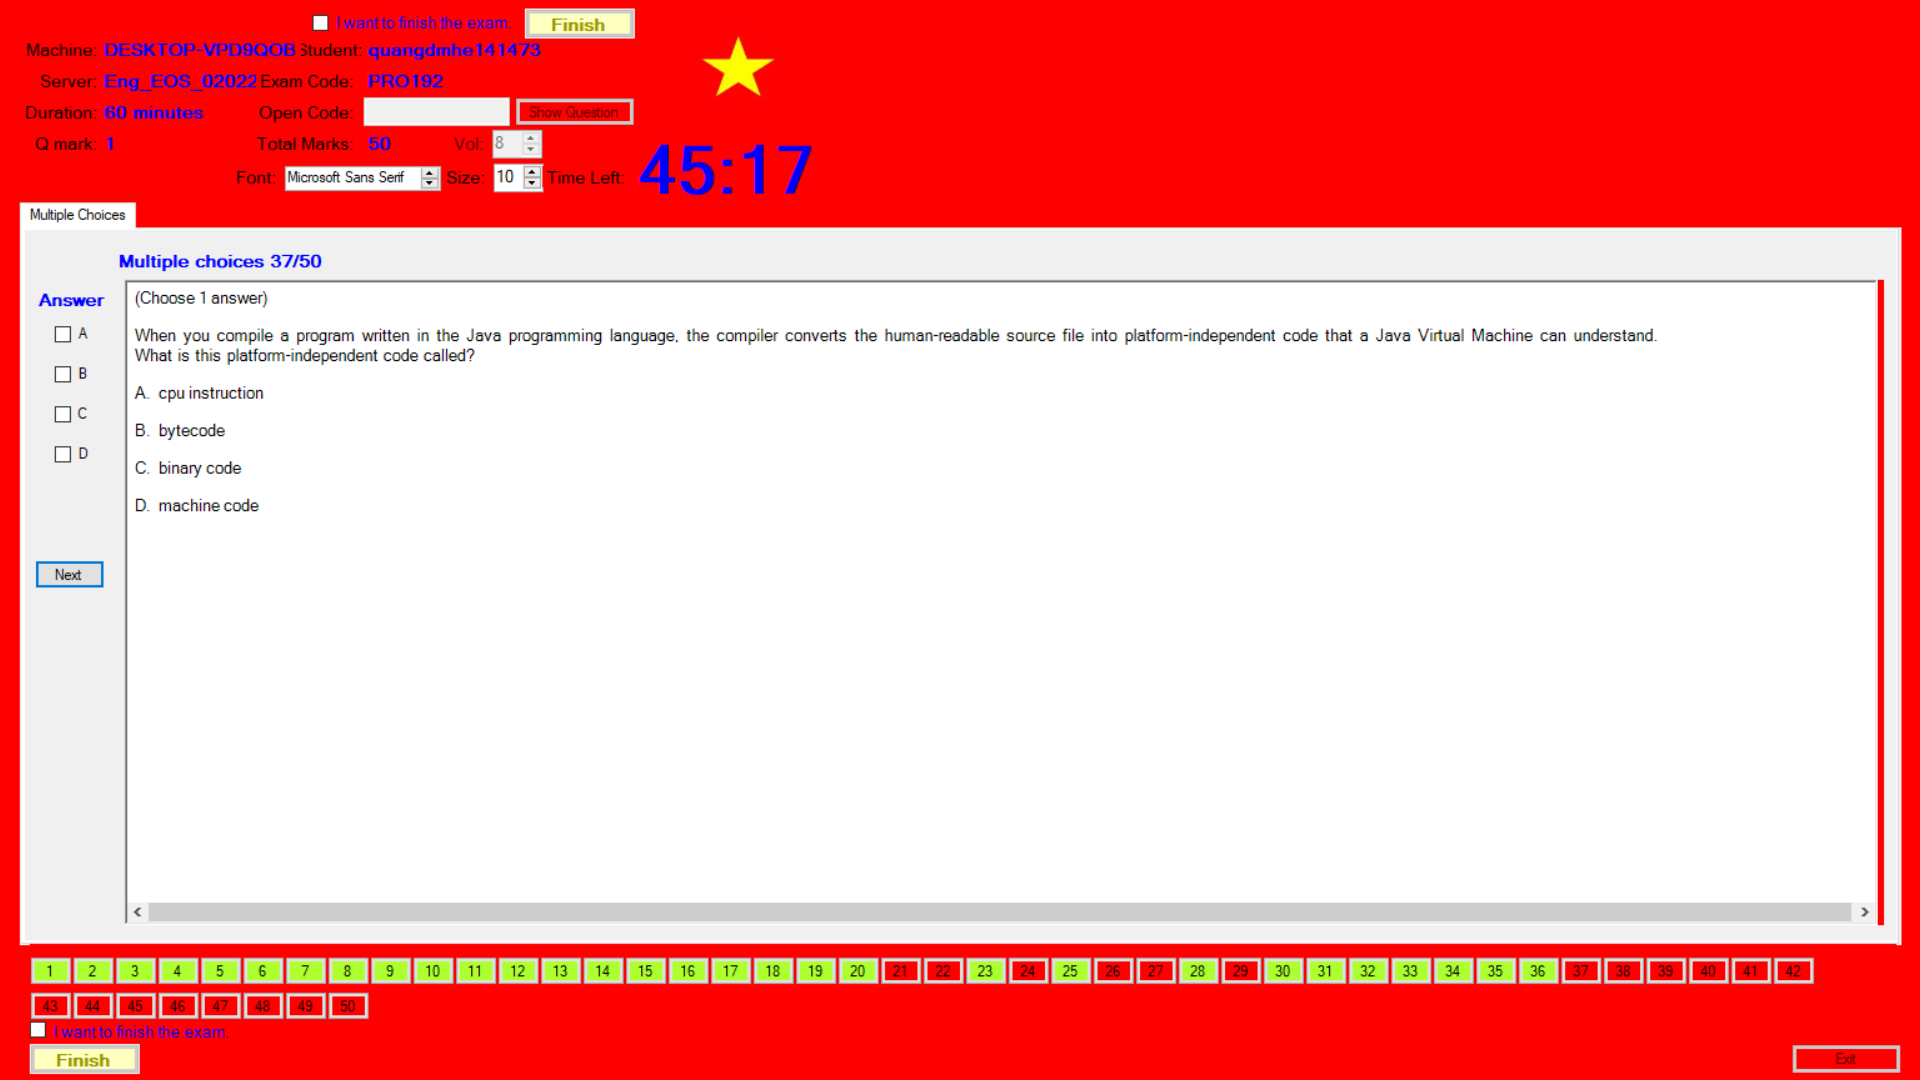 I want to finish the exam.
Finish
Machine: DESKTOP-VPD9QOB Student: quangdmhe141473
Server: Eng_EOS_02022 Exam Code: PRO192
Duration: 60 minutes Open Code: Show Question
Q mark: 1 Total Marks: 50 Vol: 8
Font: Microsoft Sans Serif Size: 10 Time Left: 45:17
Multiple Choices
Multiple choices 37/50
Answer
A
B
C
D
Next
(Choose 1 answer)
When you compile a program written in the Java programming language, the compiler converts the human-readable source file into platform-independent code that a Java Virtual Machine can understand.
What is this platform-independent code called?
A. cpu instruction
B. bytecode
C. binary code
D. machine code
1 2 3 4 5 6 7 8 9 10 11 12 13 14 15 16 17 18 19 20 21 22 23 24 25 26 27 28 29 30 31 32 33 34 35 36 37 38 39 40 41 42
43 44 45 46 47 48 49 50
I want to finish the exam.
Finish
Exit